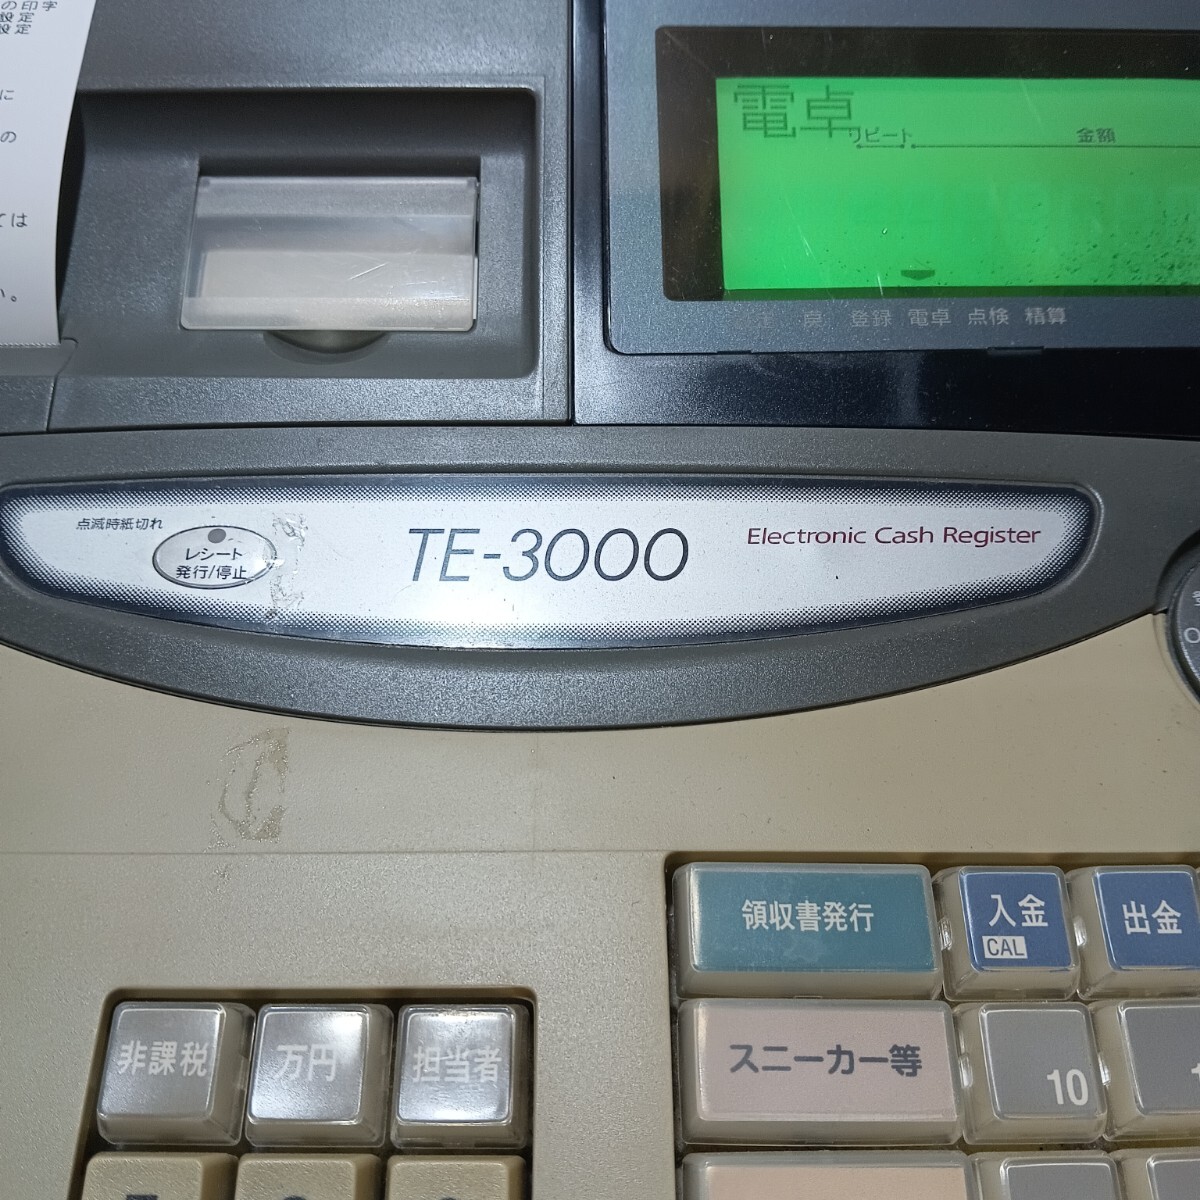 の印字
設定
設定
に
の
ては
い。
電卓
リピート 金額
戻 登録 電卓 点検 精算
点滅時紙切れ
レシート
発行/停止
TE-3000
Electronic Cash Register
領収書発行
入金
CAL
出金
スニーカー等
10
非課税
万円
担当者